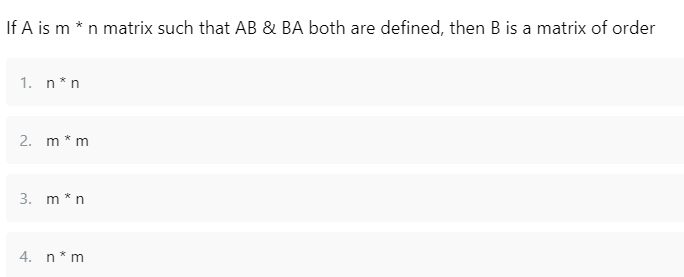 If A is m * n matrix such that AB & BA both are defined, then B is a matrix of order
1. n * n
2. m * m
3. m * n
4. n * m